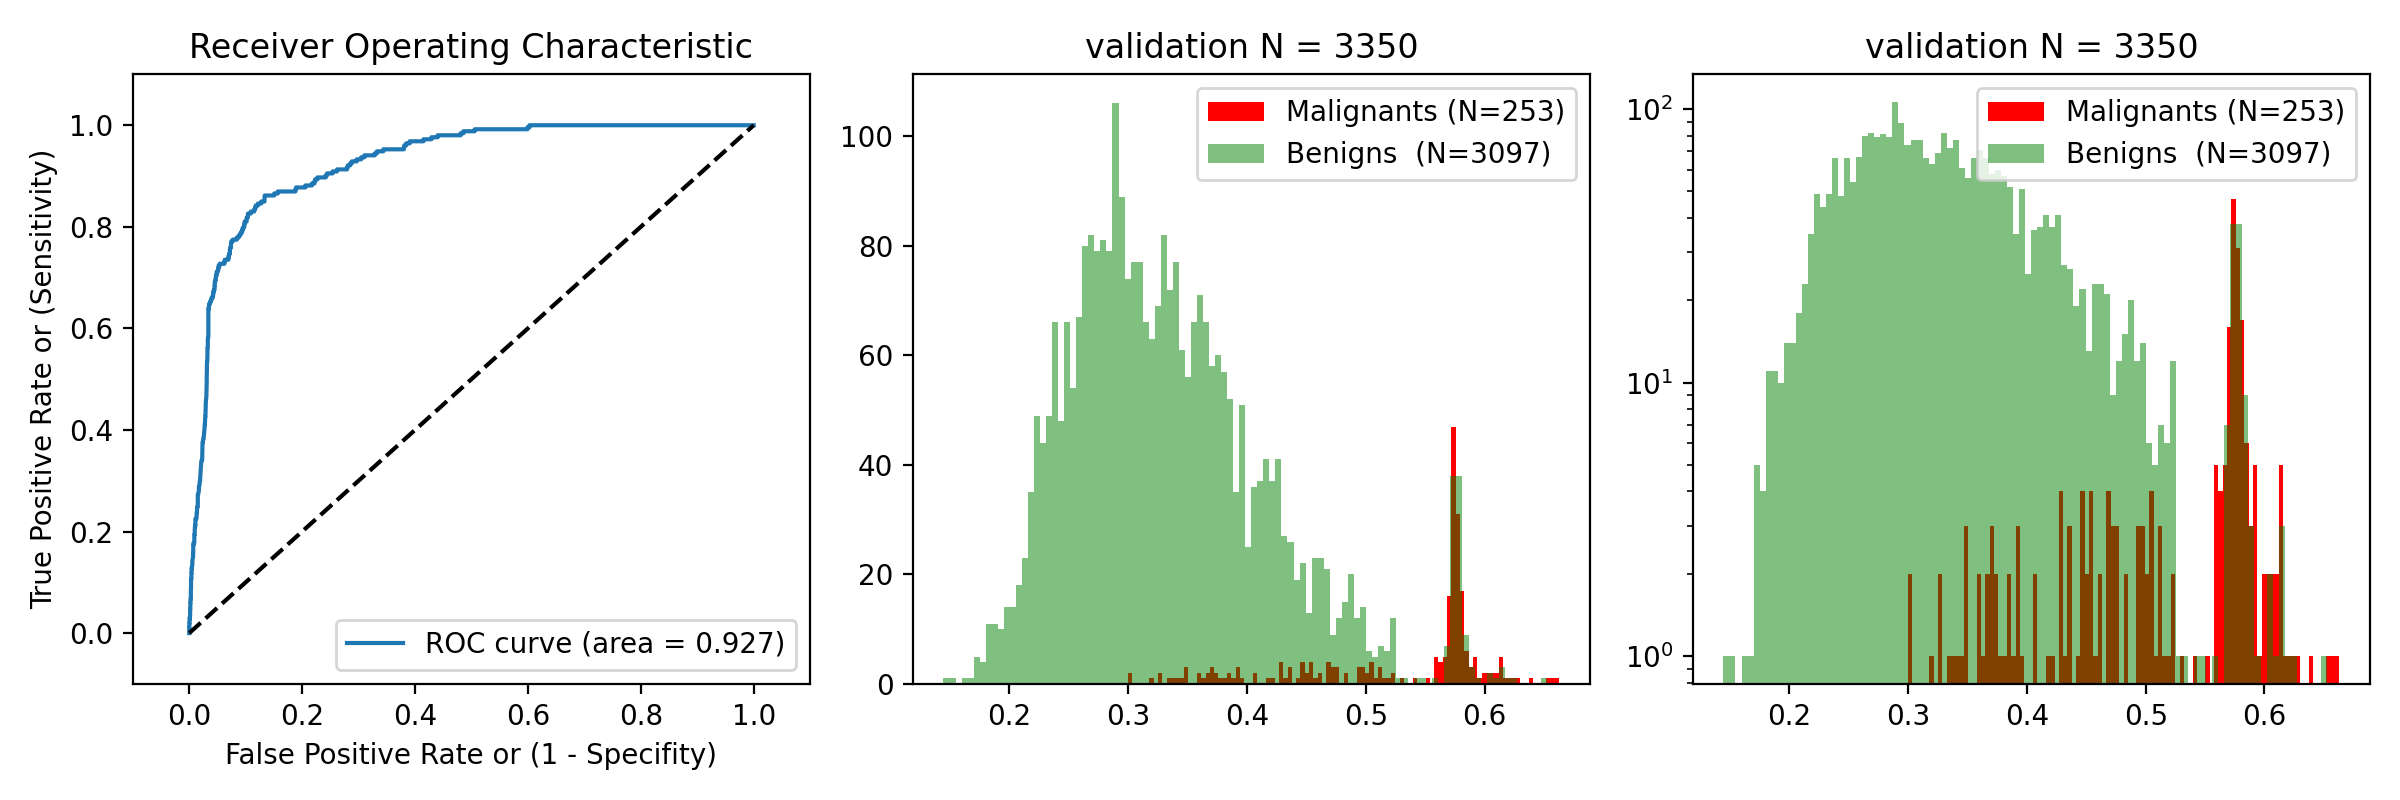 Receiver Operating Characteristic
1.0
0.8
0.6
0.4
0.2
0.0
True Positive Rate or (Sensitivity)
ROC curve (area = 0.927)
0.0 0.2 0.4 0.6 0.8 1.0
False Positive Rate or (1 - Specifity)
validation N = 3350
Malignants (N=253)
Benigns (N=3097)
100
80
60
40
20
0
0.2 0.3 0.4 0.5 0.6
validation N = 3350
Malignants (N=253)
Benigns (N=3097)
10²
10¹
10⁰
0.2 0.3 0.4 0.5 0.6